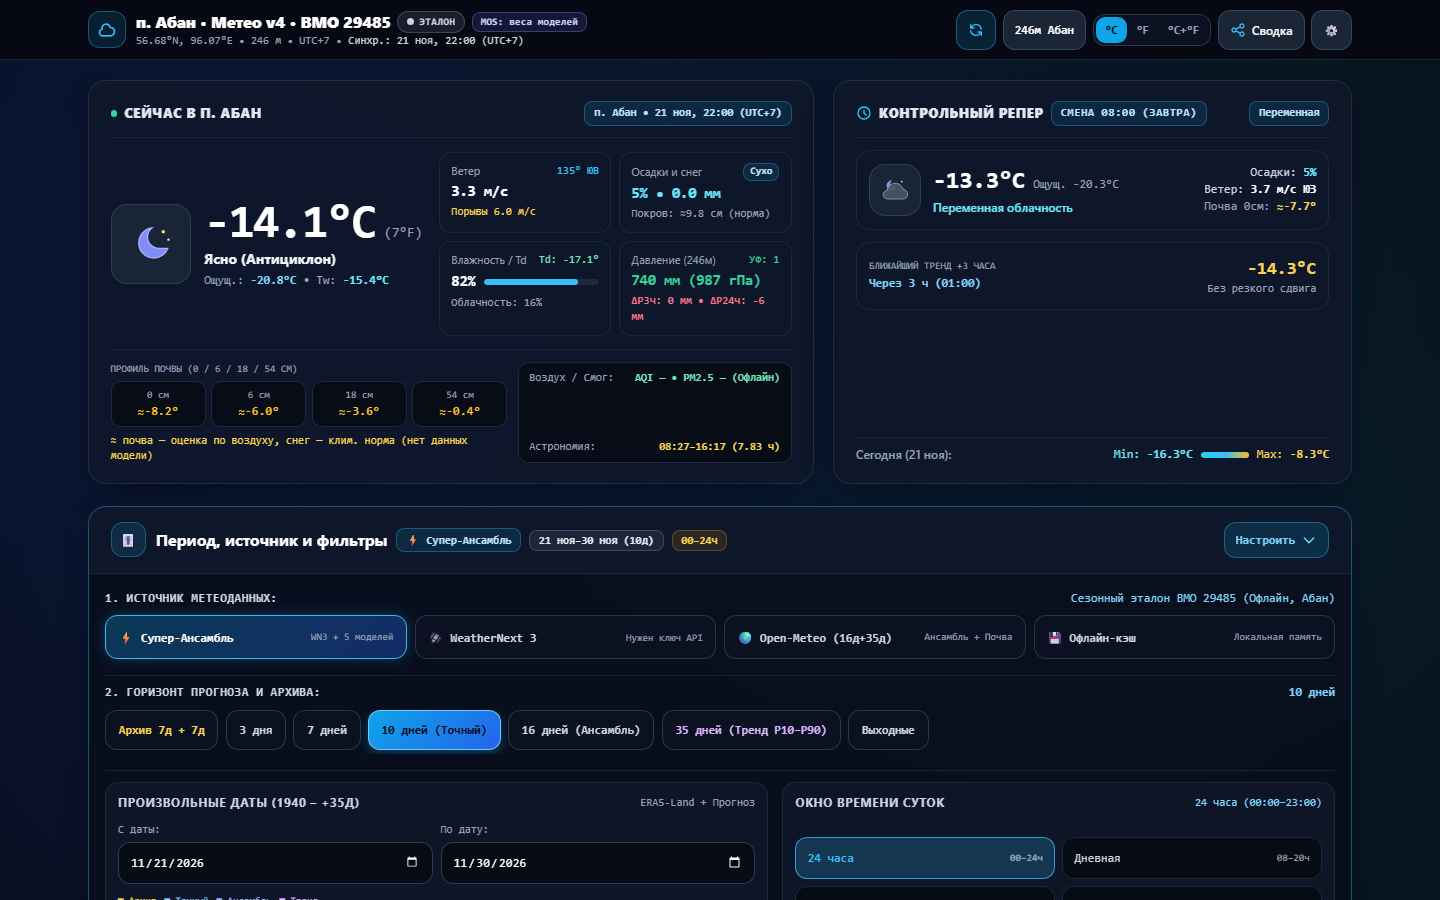 п. Абан • Метео v4 • ВМО 29485
ЭТАЛОН
MOS: веса моделей
56.68°N, 96.07°E • 246 м • UTC+7 • Синхр.: 21 ноя, 22:00 (UTC+7)
246м Абан
°C
°F
°C+°F
Сводка
СЕЙЧАС В П. АБАН
п. Абан • 21 ноя, 22:00 (UTC+7)
-14.1°C (7°F)
Ясно (Антициклон)
Ощущ.: -20.8°C • Tw: -15.4°C
Ветер 135° ЮВ
3.3 м/с
Порывы 6.0 м/с
Осадки и снег Сухо
5% • 0.0 мм
Покров: ≈9.8 см (норма)
Влажность / Td Td: -17.1°
82%
Облачность: 16%
Давление (246м) УФ: 1
740 мм (987 гПа)
ΔP3ч: 0 мм • ΔP24ч: -6
мм
ПРОФИЛЬ ПОЧВЫ (0 / 6 / 18 / 54 СМ)
0 см
≈-8.2°
6 см
≈-6.0°
18 см
≈-3.6°
54 см
≈-0.4°
≈ почва — оценка по воздуху, снег — клим. норма (нет данных
модели)
Воздух / Смог: AQI — • PM2.5 — (Офлайн)
Астрономия: 08:27–16:17 (7.83 ч)
КОНТРОЛЬНЫЙ РЕПЕР
СМЕНА 08:00 (ЗАВТРА)
Переменная
-13.3°C Ощущ. -20.3°C
Переменная облачность
Осадки: 5%
Ветер: 3.7 м/с ЮЗ
Почва 0см: ≈-7.7°
БЛИЖАЙШИЙ ТРЕНД +3 ЧАСА
Через 3 ч (01:00)
-14.3°C
Без резкого сдвига
Сегодня (21 ноя):
Min: -16.3°C
Max: -8.3°C
Период, источник и фильтры
Супер-Ансамбль
21 ноя–30 ноя (10д)
00–24ч
Настроить
1. ИСТОЧНИК МЕТЕОДАННЫХ:
Сезонный эталон ВМО 29485 (Офлайн, Абан)
Супер-Ансамбль WN3 + 5 моделей
WeatherNext 3 Нужен ключ API
Open-Meteo (16д+35д) Ансамбль + Почва
Офлайн-кэш Локальная память
2. ГОРИЗОНТ ПРОГНОЗА И АРХИВА:
10 дней
Архив 7д + 7д
3 дня
7 дней
10 дней (Точный)
16 дней (Ансамбль)
35 дней (Тренд P10–P90)
Выходные
ПРОИЗВОЛЬНЫЕ ДАТЫ (1940 – +35Д)
ERA5-Land + Прогноз
С даты:
11/21/2026
По дату:
11/30/2026
ОКНО ВРЕМЕНИ СУТОК
24 часа (00:00–23:00)
24 часа 00–24ч
Дневная 08–20ч